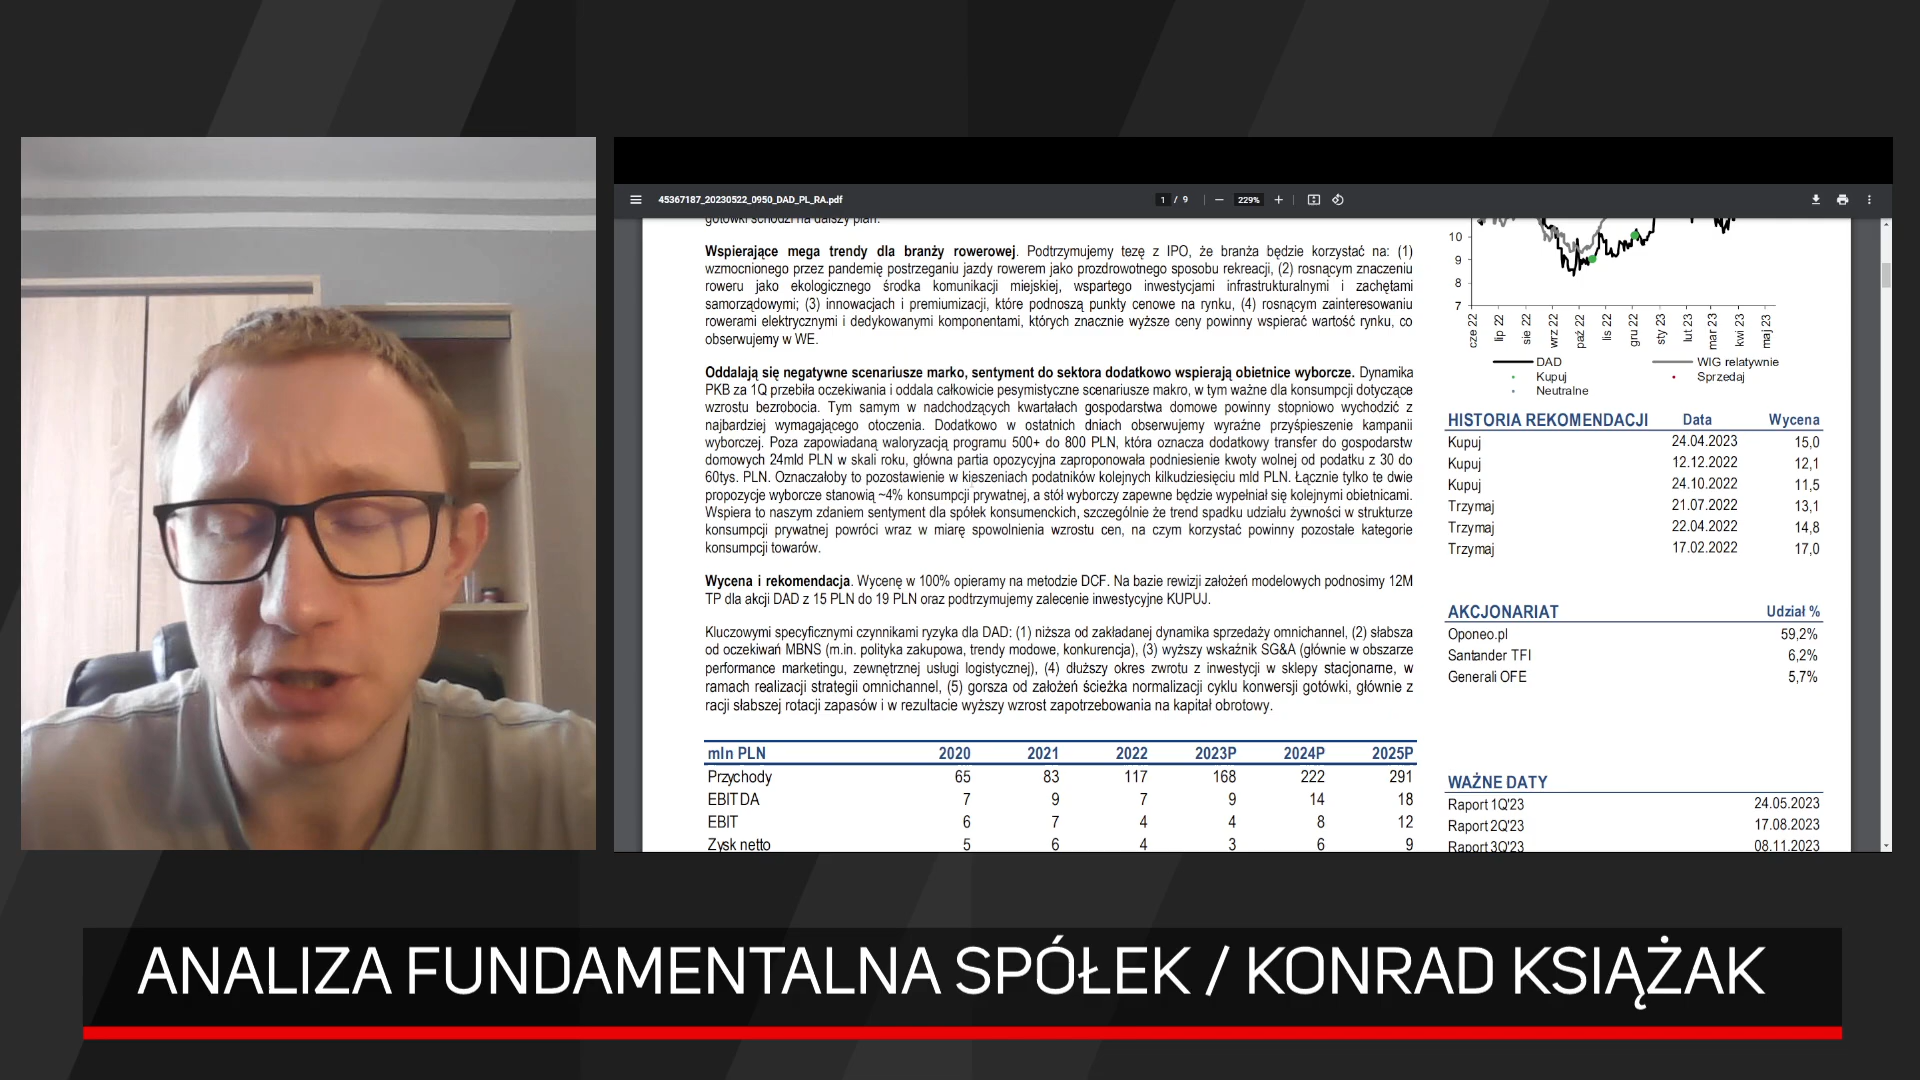 45367187_20230522_0950_DAD_PL_RA.pdf
1 / 9
229%
gotówki schodzi na dalszy plan.
Wspierające mega trendy dla branży rowerowej. Podtrzymujemy tezę z IPO, że branża będzie korzystać na: (1)
wzmocnionego przez pandemię postrzeganiu jazdy rowerem jako prozdrowotnego sposobu rekreacji, (2) rosnącym znaczeniu
roweru jako ekologicznego środka komunikacji miejskiej, wspartego inwestycjami infrastrukturalnymi i zachętami
samorządowymi; (3) innowacjach i premiumizacji, które podnoszą punkty cenowe na rynku, (4) rosnącym zainteresowaniu
rowerami elektrycznymi i dedykowanymi komponentami, których znacznie wyższe ceny powinny wspierać wartość rynku, co
obserwujemy w WE.
Oddalają się negatywne scenariusze marko, sentyment do sektora dodatkowo wspierają obietnice wyborcze. Dynamika
PKB za 1Q przebiła oczekiwania i oddala całkowicie pesymistyczne scenariusze makro, w tym ważne dla konsumpcji dotyczące
wzrostu bezrobocia. Tym samym w nadchodzących kwartałach gospodarstwa domowe powinny stopniowo wychodzić z
najbardziej wymagającego otoczenia. Dodatkowo w ostatnich dniach obserwujemy wyraźne przyśpieszenie kampanii
wyborczej. Poza zapowiadaną waloryzacją programu 500+ do 800 PLN, która oznacza dodatkowy transfer do gospodarstw
domowych 24mld PLN w skali roku, główna partia opozycyjna zaproponowała podniesienie kwoty wolnej od podatku z 30 do
60tys. PLN. Oznaczałoby to pozostawienie w kieszeniach podatników kolejnych kilkudziesięciu mld PLN. Łącznie tylko te dwie
propozycje wyborcze stanowią ~4% konsumpcji prywatnej, a stół wyborczy zapewne będzie wypełniał się kolejnymi obietnicami.
Wspiera to naszym zdaniem sentyment dla spółek konsumenckich, szczególnie że trend spadku udziału żywności w strukturze
konsumpcji prywatnej powróci wraz w miarę spowolnienia wzrostu cen, na czym korzystać powinny pozostałe kategorie
konsumpcji towarów.
Wycena i rekomendacja. Wycenę w 100% opieramy na metodzie DCF. Na bazie rewizji założeń modelowych podnosimy 12M
TP dla akcji DAD z 15 PLN do 19 PLN oraz podtrzymujemy zalecenie inwestycyjne KUPUJ.
Kluczowymi specyficznymi czynnikami ryzyka dla DAD: (1) niższa od zakładanej dynamika sprzedaży omnichannel, (2) słabsza
od oczekiwań MBNS (m.in. polityka zakupowa, trendy modowe, konkurencja), (3) wyższy wskaźnik SG&A (głównie w obszarze
performance marketingu, zewnętrznej usługi logistycznej), (4) dłuższy okres zwrotu z inwestycji w sklepy stacjonarne, w
ramach realizacji strategii omnichannel, (5) gorsza od założeń ścieżka normalizacji cyklu konwersji gotówki, głównie z
racji słabszej rotacji zapasów i w rezultacie wyższy wzrost zapotrzebowania na kapitał obrotowy.
mln PLN 2020 2021 2022 2023P 2024P 2025P
Przychody 65 83 117 168 222 291
EBITDA 7 9 7 9 14 18
EBIT 6 7 4 4 8 12
Zysk netto 5 6 4 3 6 9
10
9
8
7
cze 22 lip 22 sie 22 wrz 22 paź 22 lis 22 gru 22 sty 23 lut 23 mar 23 kwi 23 maj 23
DAD WIG relatywnie
Kupuj Sprzedaj
Neutralne
HISTORIA REKOMENDACJI Data Wycena
Kupuj 24.04.2023 15,0
Kupuj 12.12.2022 12,1
Kupuj 24.10.2022 11,5
Trzymaj 21.07.2022 13,1
Trzymaj 22.04.2022 14,8
Trzymaj 17.02.2022 17,0
AKCJONARIAT Udział %
Oponeo.pl 59,2%
Santander TFI 6,2%
Generali OFE 5,7%
WAŻNE DATY
Raport 1Q'23 24.05.2023
Raport 2Q'23 17.08.2023
Raport 3Q'23 08.11.2023
ANALIZA FUNDAMENTALNA SPÓŁEK / KONRAD KSIĄŻAK